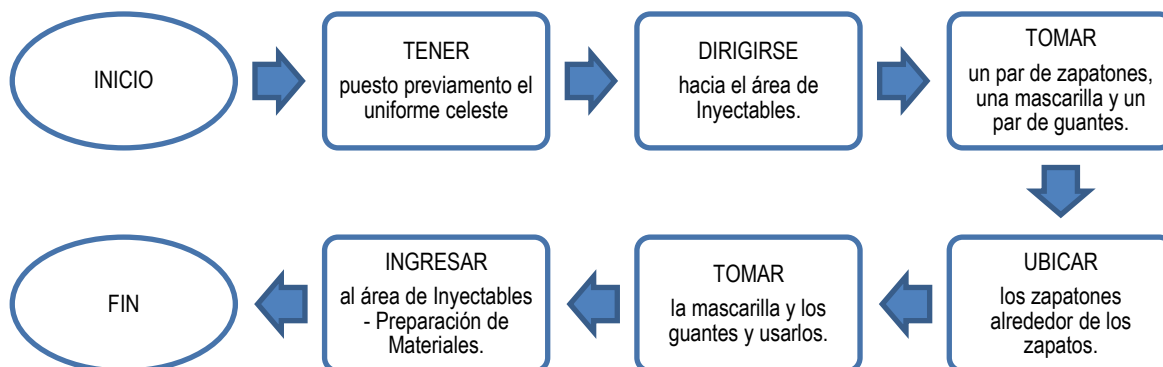 INICIO
TENER
puesto previamento el
uniforme celeste
DIRIGIRSE
hacia el área de
Inyectables.
TOMAR
un par de zapatones,
una mascarilla y un
par de guantes.
UBICAR
los zapatones
alrededor de los
zapatos.
TOMAR
la mascarilla y los
guantes y usarlos.
INGRESAR
al área de Inyectables
- Preparación de
Materiales.
FIN